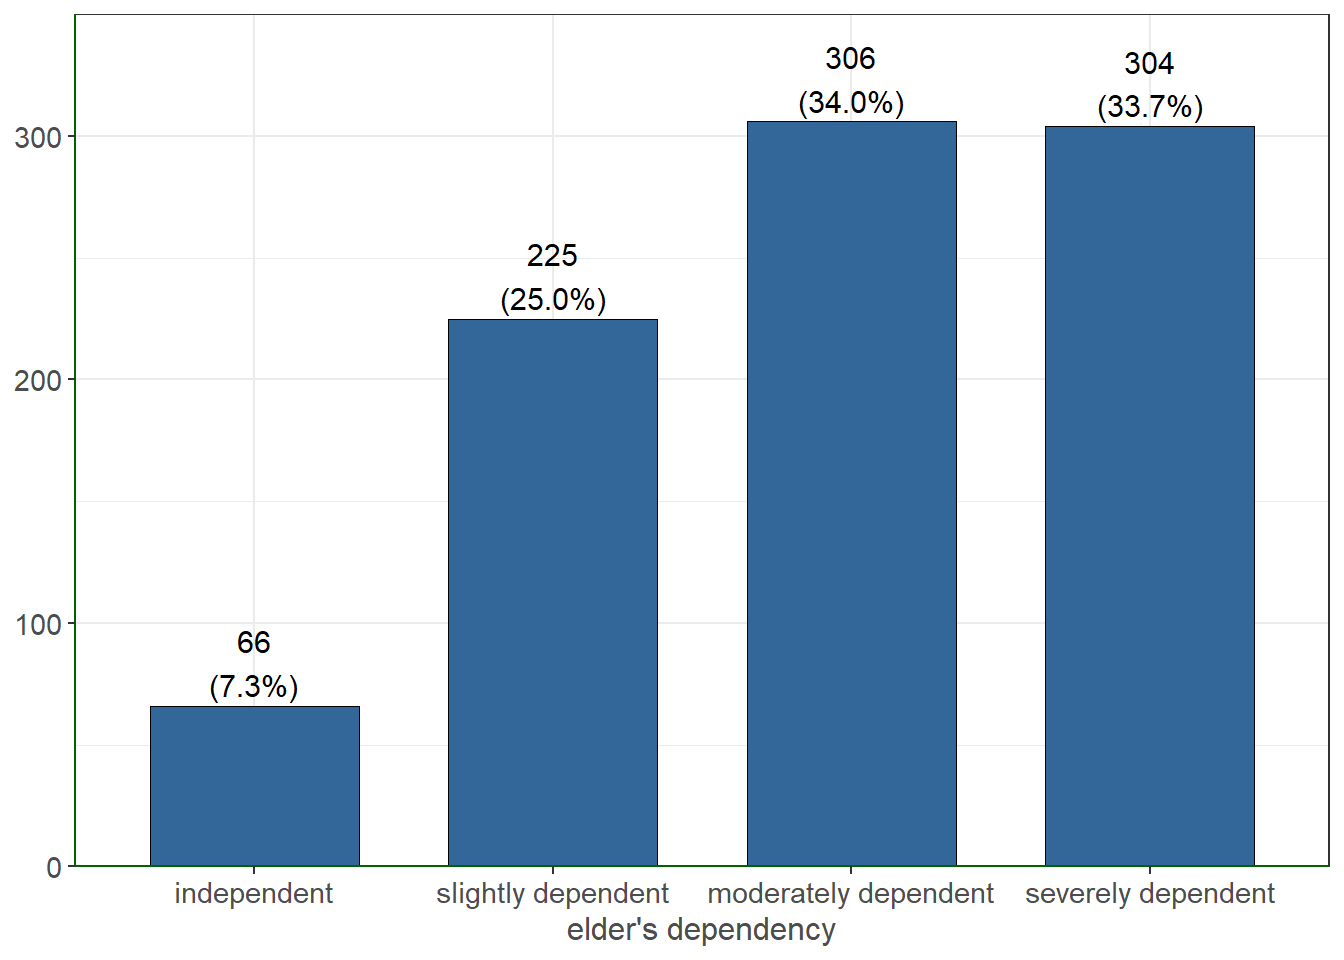 306
(34.0%)
304
(33.7%)
225
(25.0%)
66
(7.3%)
300
200
100
0
independent
slightly dependent
moderately dependent
severely dependent
elder's dependency